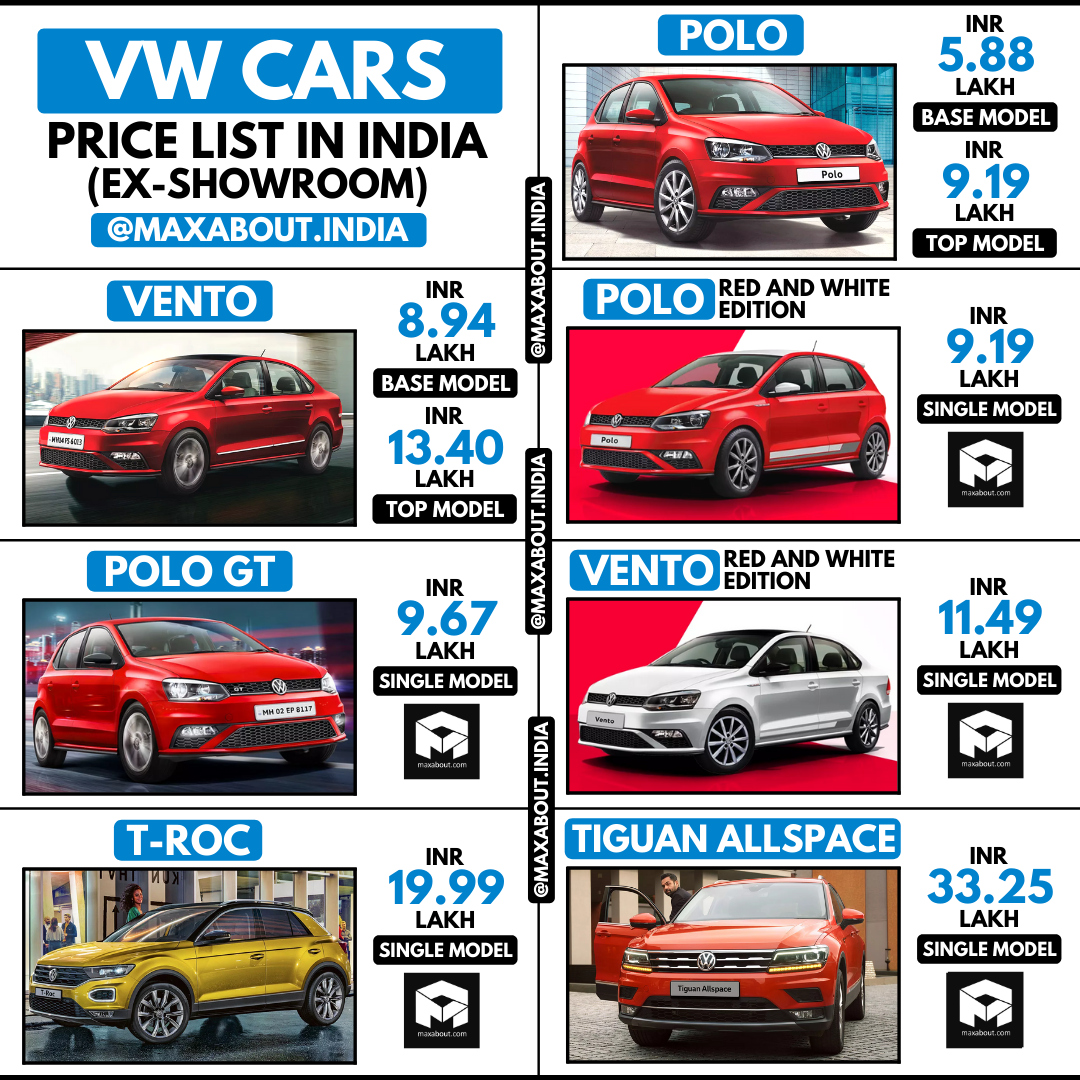 VW CARS
PRICE LIST IN INDIA
(EX-SHOWROOM)
@MAXABOUT.INDIA
POLO
INR
5.88
LAKH
BASE MODEL
INR
9.19
LAKH
TOP MODEL
Polo
@MAXABOUT.INDIA
VENTO
INR
8.94
LAKH
BASE MODEL
INR
13.40
LAKH
TOP MODEL
MH14 FS 6013
POLO
RED AND WHITE
EDITION
INR
9.19
LAKH
SINGLE MODEL
Polo
maxabout.com
@MAXABOUT.INDIA
POLO GT
INR
9.67
LAKH
SINGLE MODEL
GT
MH 02 EP 8117
maxabout.com
VENTO
RED AND WHITE
EDITION
INR
11.49
LAKH
SINGLE MODEL
Vento
maxabout.com
@MAXABOUT.INDIA
T-ROC
INR
19.99
LAKH
SINGLE MODEL
T-Roc
maxabout.com
TIGUAN ALLSPACE
INR
33.25
LAKH
SINGLE MODEL
Tiguan Allspace
maxabout.com